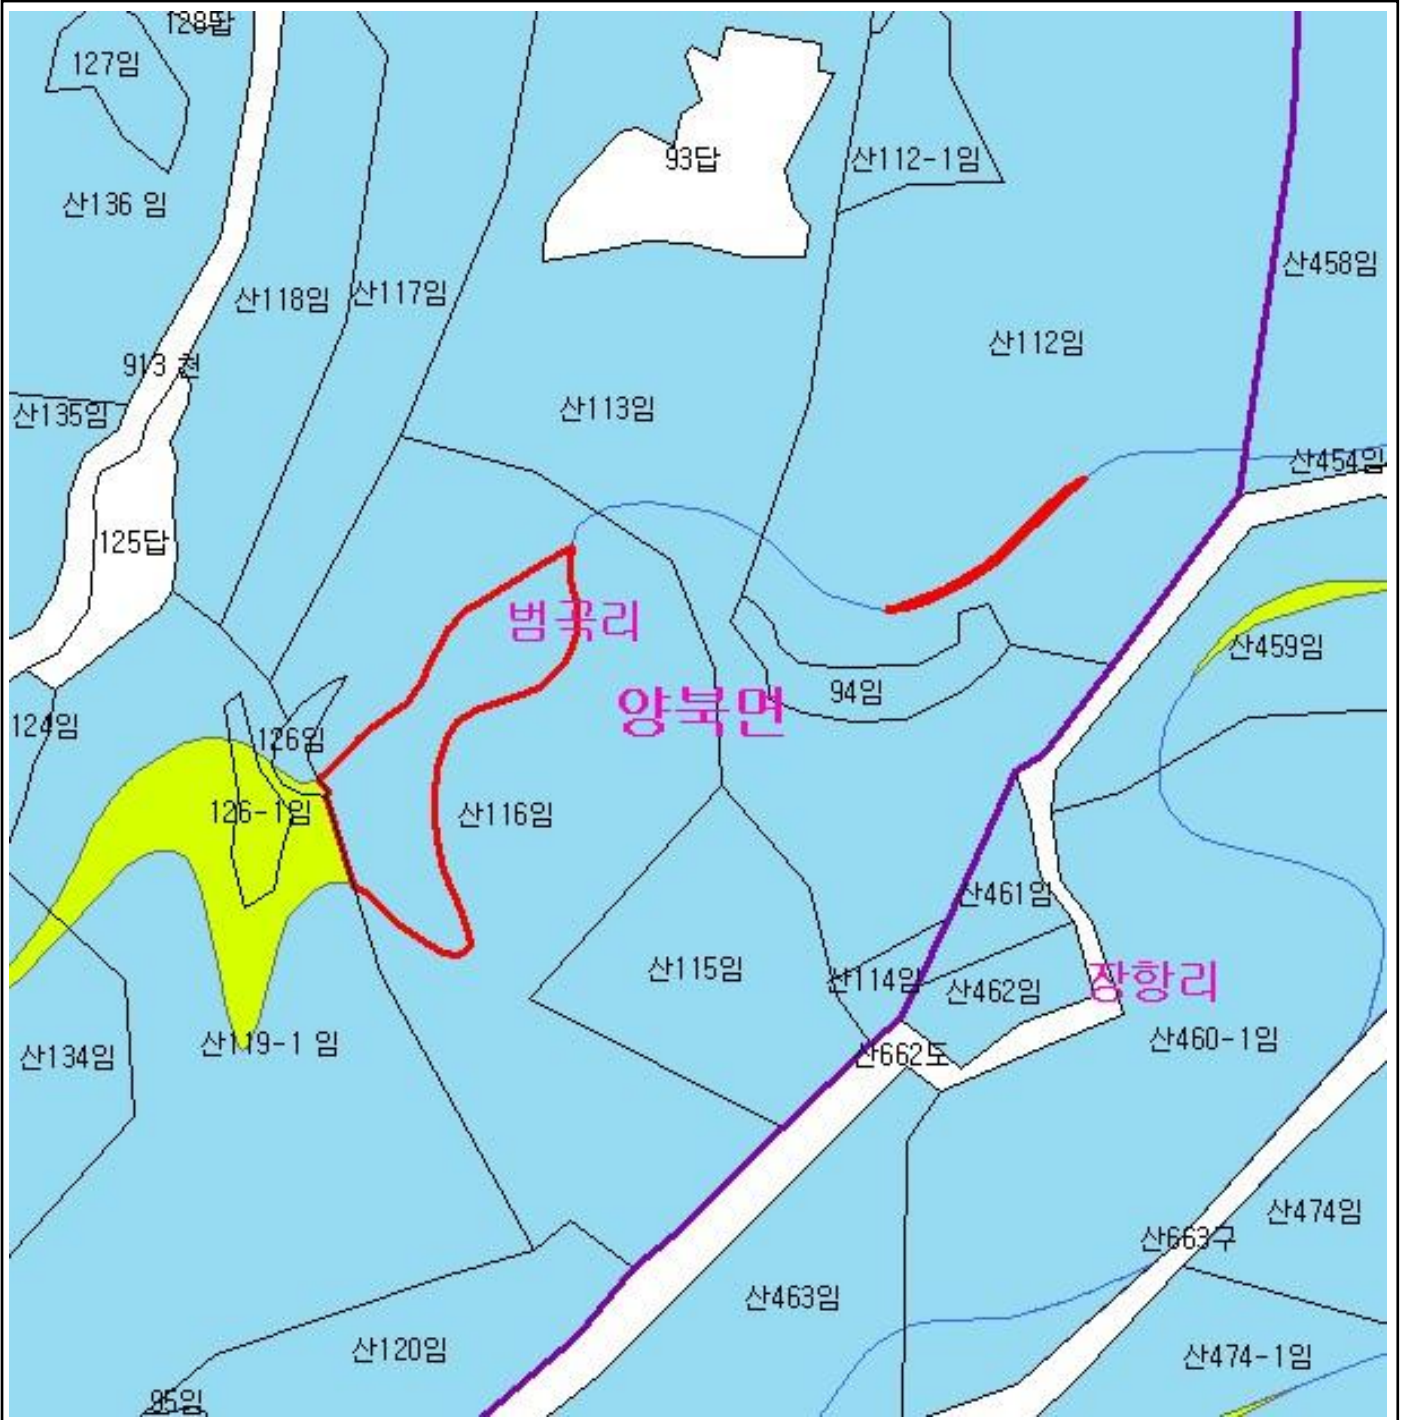 128답
127임
93답
산112-1임
산136 임
산458임
산118임
산117임
산112임
913 천
산135임
산113임
산454임
125답
범곡리
산459임
94임
양북면
124임
126임
126-1임
산116임
산461임
산115임
산114임
산462임
장항리
산134임
산119-1 임
산662도
산460-1임
산474임
산663구
산463임
산120임
산474-1임
95임